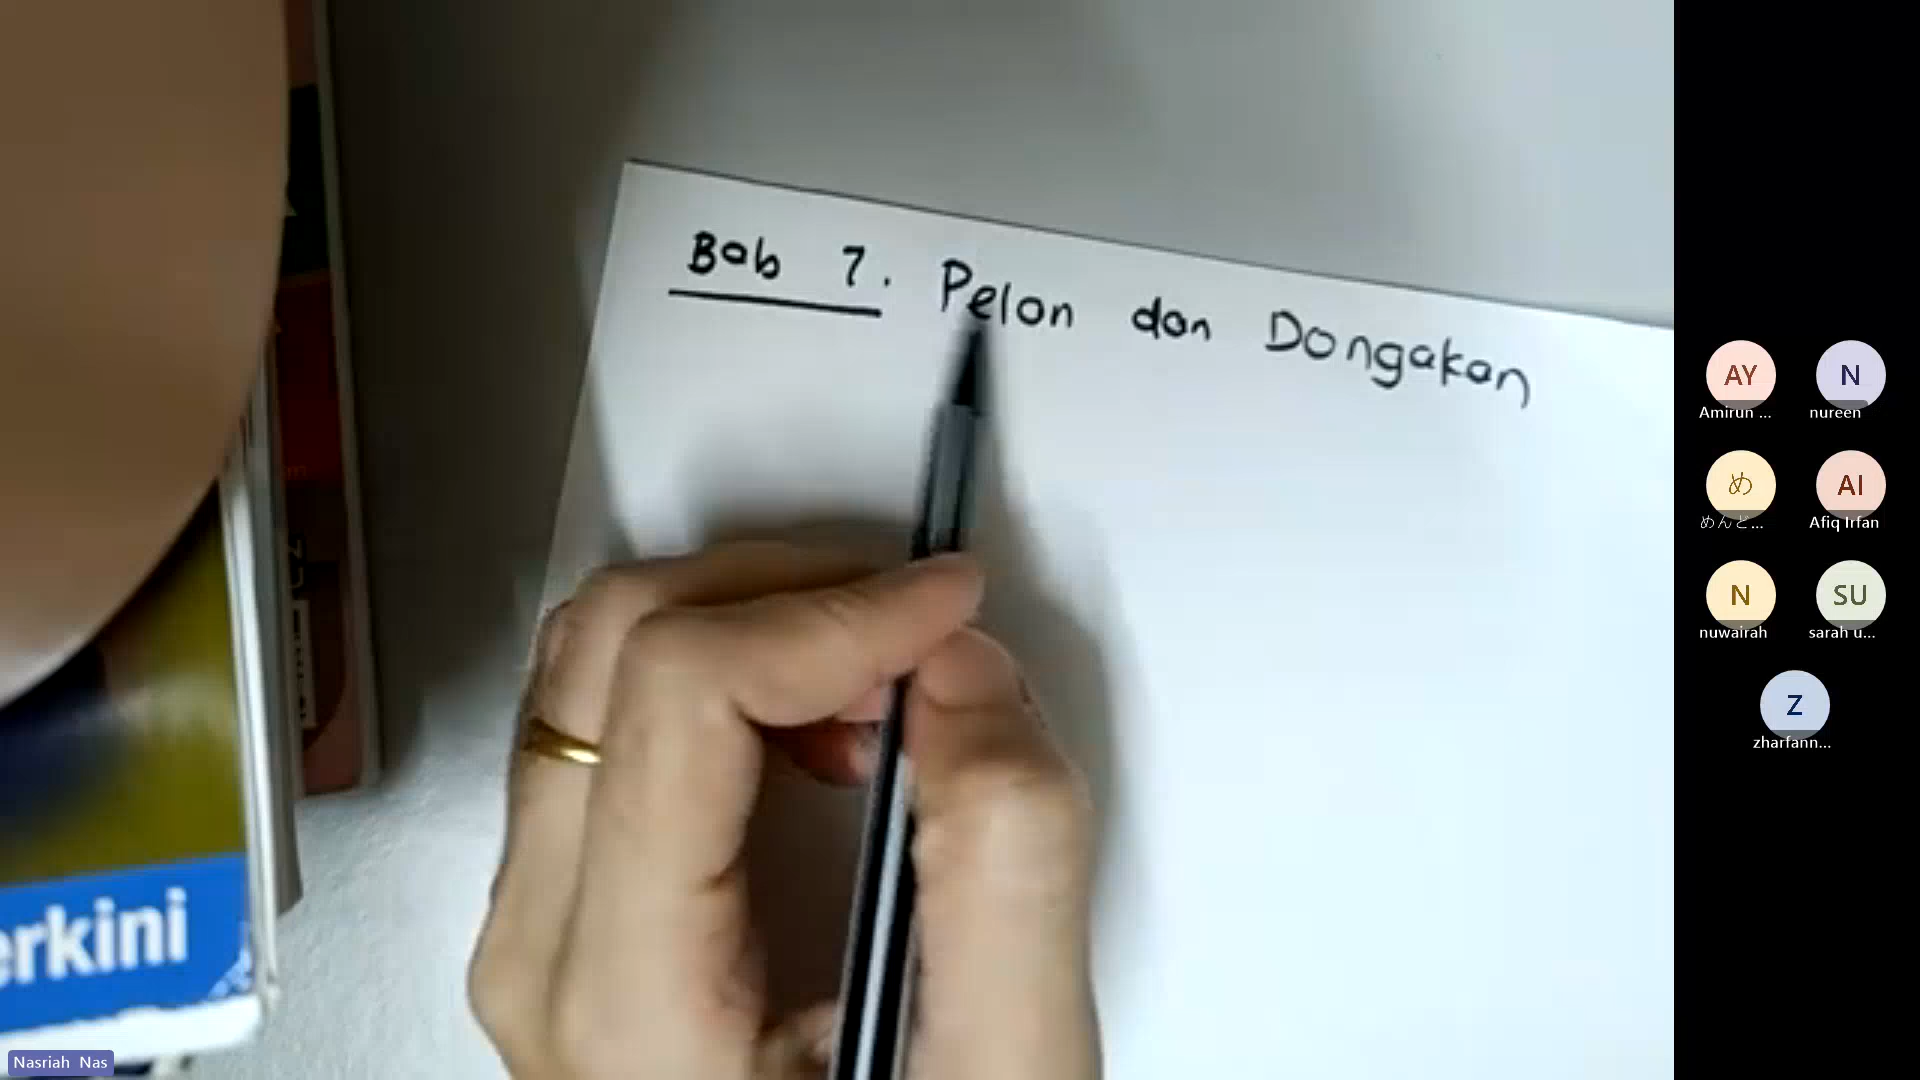 Bab 7. Pelan dan Dongakan
erkini
Nasriah Nas
AY
Amirun ...
N
nureen
め
めんど...
AI
Afiq Irfan
N
nuwairah
SU
sarah u...
Z
zharfann...